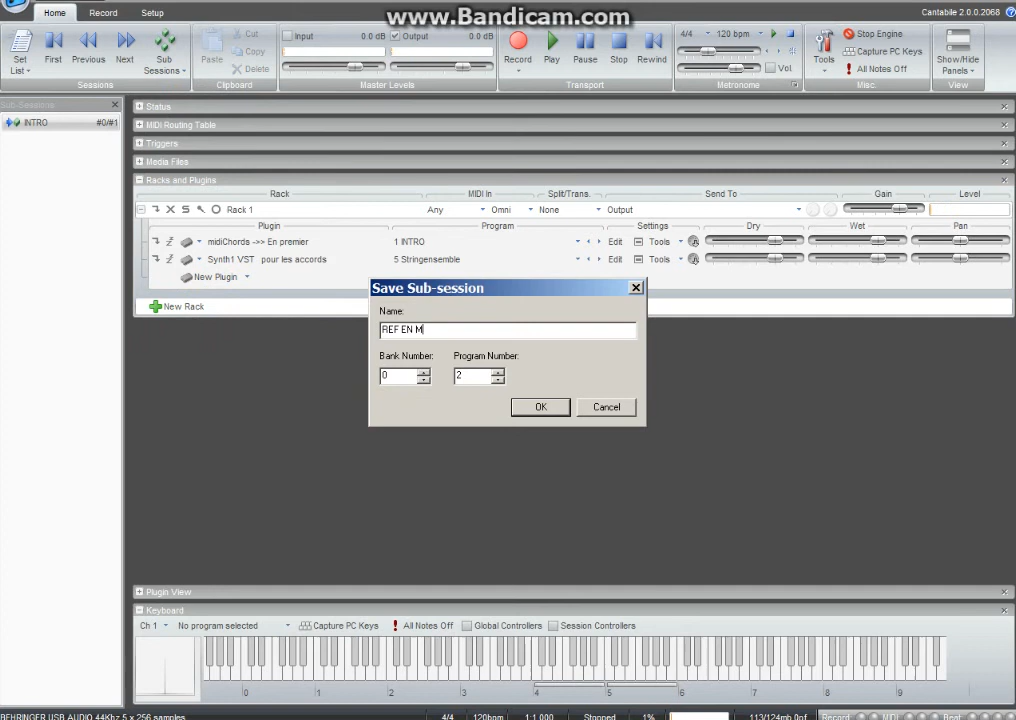 www.Bandicam.com
Home Record Setup
Cantabile 2.0.0.2068
Set List
First
Previous
Next
Sub Sessions
Sessions
Paste
Cut
Copy
Delete
Clipboard
Input 0.0 dB Output 0.0 dB
Master Levels
Record
Play
Pause
Stop
Rewind
Transport
4/4 120 bpm
Vol
Metronome
Tools
Stop Engine
Capture PC Keys
All Notes Off
Misc.
Show/Hide Panels
View
Sub-Sessions
INTRO #0/#1
Status
MIDI Routing Table
Triggers
Media Files
Racks and Plugins
Rack MIDI In Split/Trans. Send To Gain Level
Rack 1 Any Omni None Output
Plugin Program Settings Dry Wet Pan
midiChords ->> En premier 1 INTRO Edit Tools
Synth1 VST pour les accords 5 Stringensemble Edit Tools
New Plugin
New Rack
Save Sub-session
Name:
REF EN M
Bank Number: Program Number:
0 2
OK Cancel
Plugin View
Keyboard
Ch 1 No program selected Capture PC Keys All Notes Off Global Controllers Session Controllers
0 1 2 3 4 5 6 7 8 9
BEHRINGER USB AUDIO 44Khz 5 x 256 samples 4/4 120bpm 1:1.000 Stopped 1% 113/124mb 0pf Record MIDI Beat